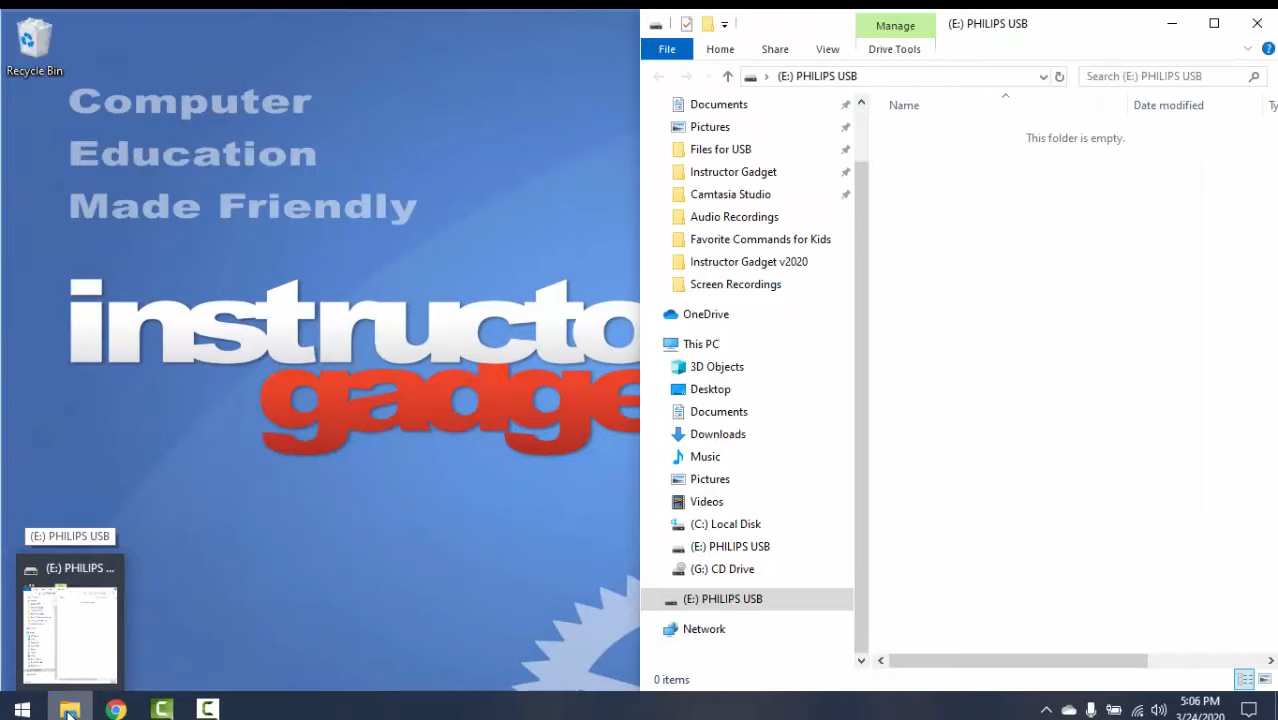 Recycle Bin
Computer
Education
Made Friendly
instructo
gadge
(E:) PHILIPS USB
(E:) PHILIPS ...
Manage
(E:) PHILIPS USB
File
Home
Share
View
Drive Tools
(E:) PHILIPS USB
Search (E:) PHILIPS USB
Documents
Pictures
Files for USB
Instructor Gadget
Camtasia Studio
Audio Recordings
Favorite Commands for Kids
Instructor Gadget v2020
Screen Recordings
OneDrive
This PC
3D Objects
Desktop
Documents
Downloads
Music
Pictures
Videos
(C:) Local Disk
(E:) PHILIPS USB
(G:) CD Drive
(E:) PHILIPS USB
Network
Name
Date modified
Ty
This folder is empty.
0 items
5:06 PM
3/24/2020